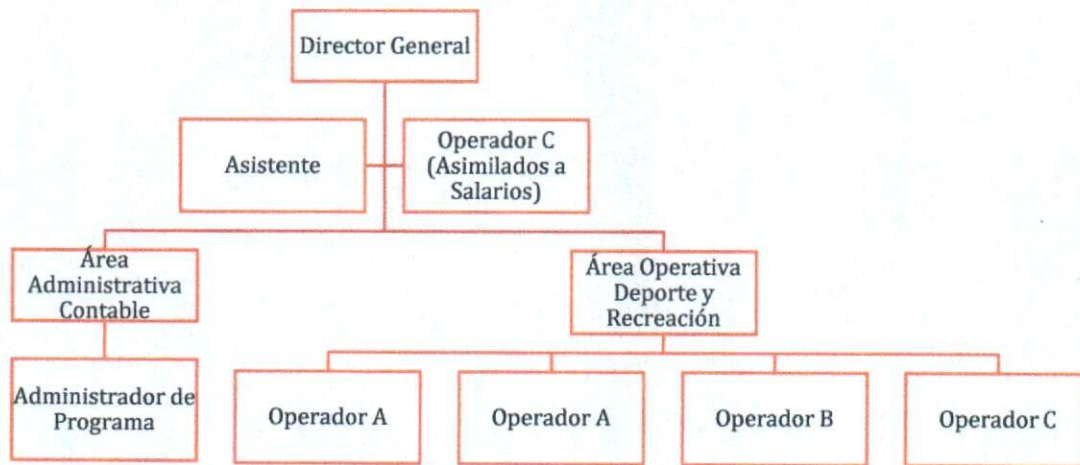 Director General
Asistente
Operador C
(Asimilados a
Salarios)
Área
Administrativa
Contable
Área Operativa
Deporte y
Recreación
Administrador de
Programa
Operador A
Operador A
Operador B
Operador C